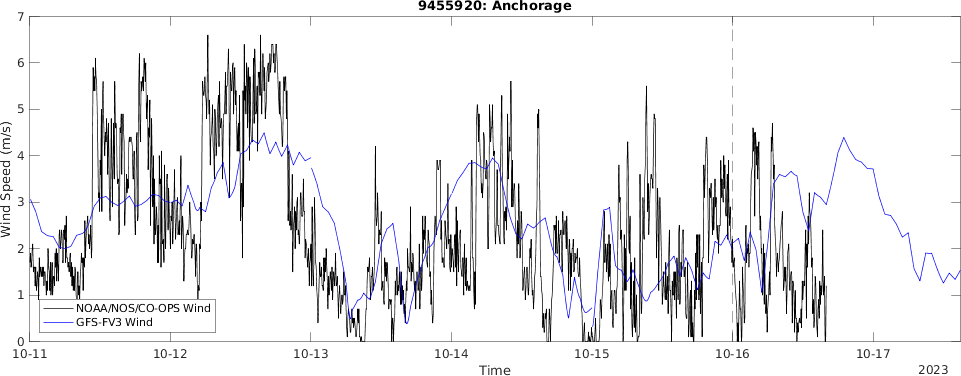 9455920: Anchorage
7
6
5
4
3
2
1
0
Wind Speed (m/s)
NOAA/NOS/CO-OPS Wind
GFS-FV3 Wind
10-11 10-12 10-13 10-14 10-15 10-16 10-17
Time
2023